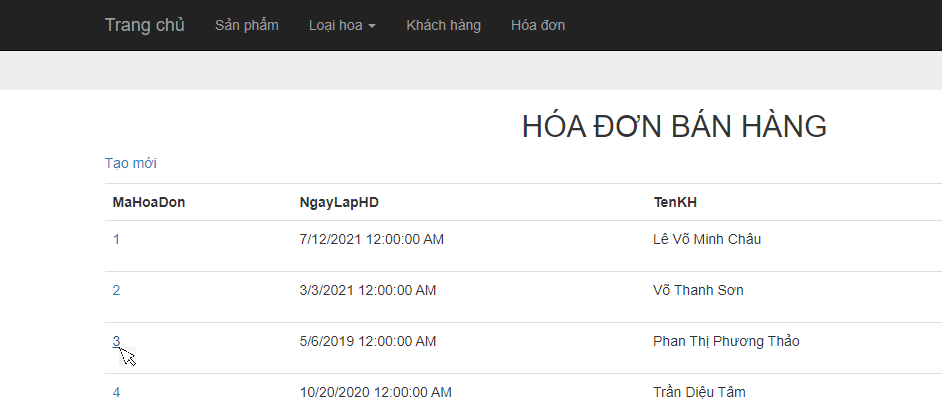 Trang chủ Sản phẩm Loại hoa Khách hàng Hóa đơn
HÓA ĐƠN BÁN HÀNG
Tạo mới
MaHoaDon NgayLapHD TenKH
1 7/12/2021 12:00:00 AM Lê Võ Minh Châu
2 3/3/2021 12:00:00 AM Võ Thanh Sơn
3 5/6/2019 12:00:00 AM Phan Thị Phương Thảo
4 10/20/2020 12:00:00 AM Trần Diệu Tâm